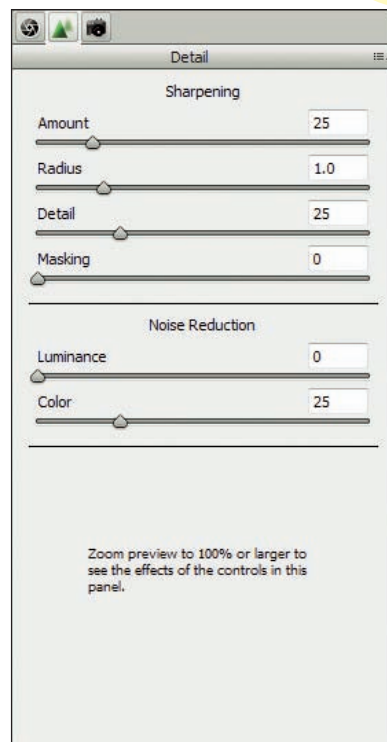 Detail
Sharpening
Amount 25
Radius 1.0
Detail 25
Masking 0
Noise Reduction
Luminance 0
Color 25
Zoom preview to 100% or larger to
see the effects of the controls in this
panel.